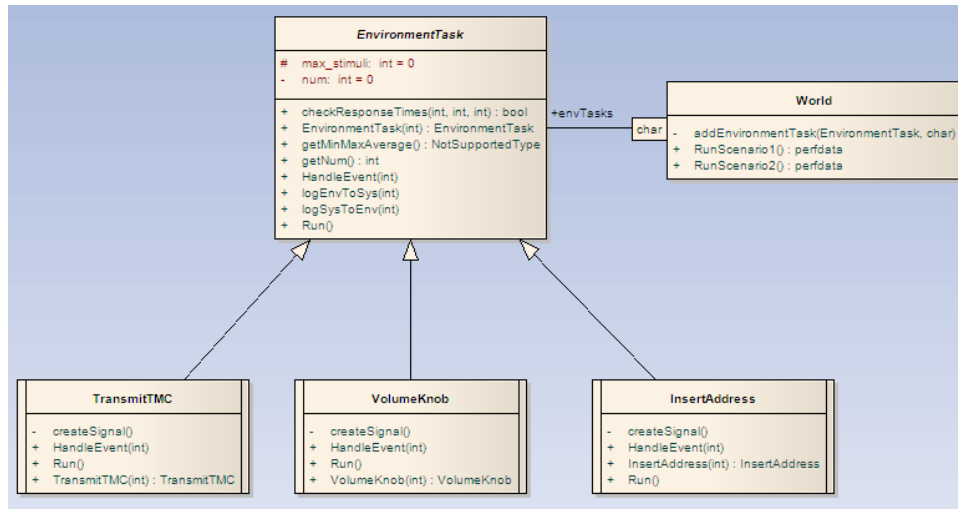 EnvironmentTask
# max_stimuli: int = 0
- num: int = 0
+ checkResponseTimes(int, int, int) : bool
+ EnvironmentTask(int) : EnvironmentTask
+ getMinMaxAverage() : NotSupportedType
+ getNum() : int
+ HandleEvent(int)
+ logEnvToSys(int)
+ logSysToEnv(int)
+ Run()
+envTasks
char
World
- addEnvironmentTask(EnvironmentTask, char)
+ RunScenario1() : perfdata
+ RunScenario2() : perfdata
TransmitTMC
- createSignal()
+ HandleEvent(int)
+ Run()
+ TransmitTMC(int) : TransmitTMC
VolumeKnob
- createSignal()
+ HandleEvent(int)
+ Run()
+ VolumeKnob(int) : VolumeKnob
InsertAddress
- createSignal()
+ HandleEvent(int)
+ InsertAddress(int) : InsertAddress
+ Run()